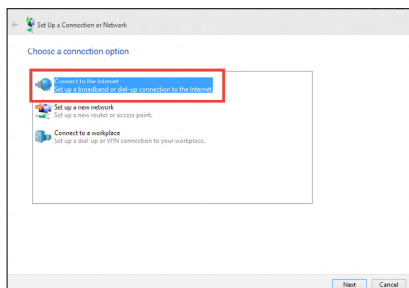 Set Up a Connection or Network
Choose a connection option
Connect to the Internet
Set up a broadband or dial-up connection to the Internet.
Set up a new network
Set up a new router or access point.
Connect to a workplace
Set up a dial-up or VPN connection to your workplace.
Next Cancel